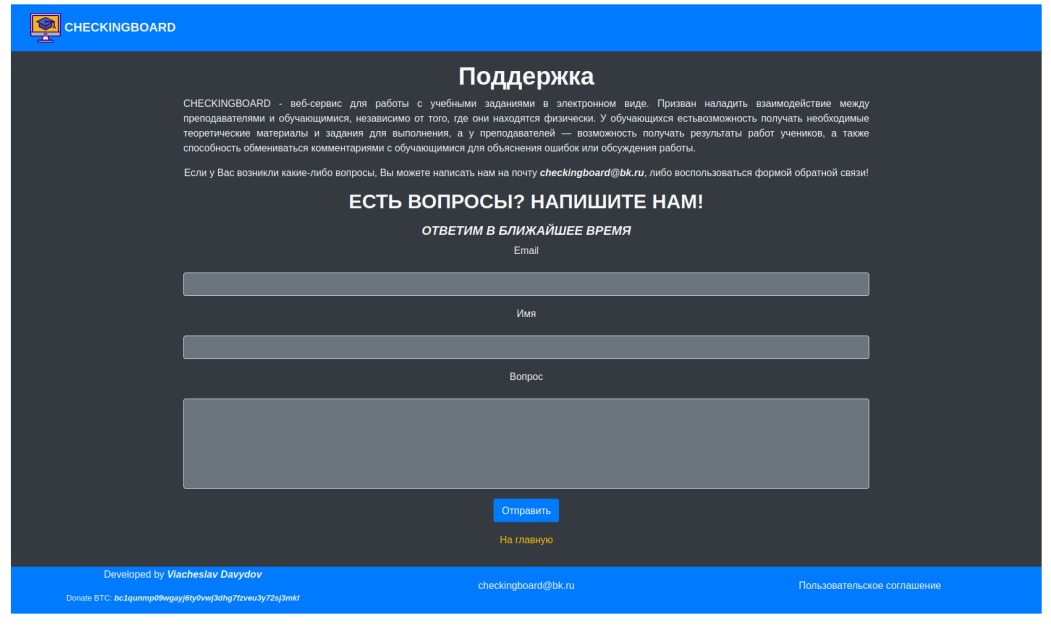 CHECKINGBOARD
Поддержка
CHECKINGBOARD - веб-сервис для работы с учебными заданиями в электронном виде. Призван наладить взаимодействие между
преподавателями и обучающимися, независимо от того, где они находятся физически. У обучающихся естьвозможность получать необходимые
теоретические материалы и задания для выполнения, а у преподавателей — возможность получать результаты работ учеников, а также
способность обмениваться комментариями с обучающимися для объяснения ошибок или обсуждения работы.
Если у Вас возникли какие-либо вопросы, Вы можете написать нам на почту checkingboard@bk.ru, либо воспользоваться формой обратной связи!
ЕСТЬ ВОПРОСЫ? НАПИШИТЕ НАМ!
ОТВЕТИМ В БЛИЖАЙШЕЕ ВРЕМЯ
Email
Имя
Вопрос
Отправить
На главную
Developed by Viacheslav Davydov
Donate BTC: bc1qunmp09wgayj6ty0vwj3dhg7fzveu3y72sj3mkl
checkingboard@bk.ru
Пользовательское соглашение